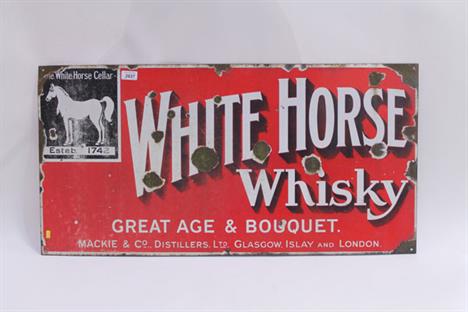 The White Horse Cellar
Estab. 1742
WHITE HORSE
Whisky
GREAT AGE & BOUQUET.
MACKIE & Co. DISTILLERS, LTD. GLASGOW, ISLAY AND LONDON.